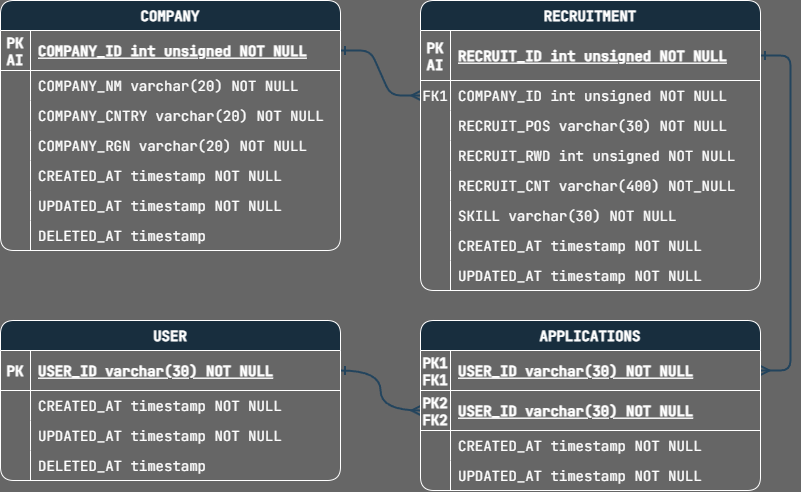 COMPANY
PK
AI
COMPANY_ID int unsigned NOT NULL
COMPANY_NM varchar(20) NOT NULL
COMPANY_CNTRY varchar(20) NOT NULL
COMPANY_RGN varchar(20) NOT NULL
CREATED_AT timestamp NOT NULL
UPDATED_AT timestamp NOT NULL
DELETED_AT timestamp
RECRUITMENT
PK
AI
RECRUIT_ID int unsigned NOT NULL
FK1 COMPANY_ID int unsigned NOT NULL
RECRUIT_POS varchar(30) NOT NULL
RECRUIT_RWD int unsigned NOT NULL
RECRUIT_CNT varchar(400) NOT_NULL
SKILL varchar(30) NOT NULL
CREATED_AT timestamp NOT NULL
UPDATED_AT timestamp NOT NULL
USER
PK USER_ID varchar(30) NOT NULL
CREATED_AT timestamp NOT NULL
UPDATED_AT timestamp NOT NULL
DELETED_AT timestamp
APPLICATIONS
PK1
FK1
USER_ID varchar(30) NOT NULL
PK2
FK2
USER_ID varchar(30) NOT NULL
CREATED_AT timestamp NOT NULL
UPDATED_AT timestamp NOT NULL